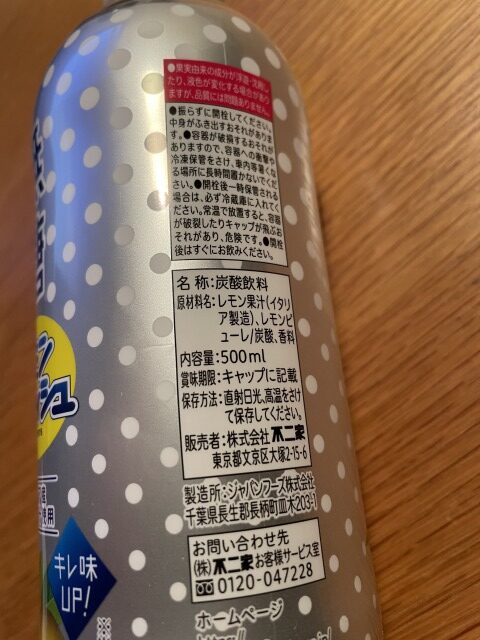 ●果実由来の成分が浮遊・沈殿し
たり、液色が変化する場合があり
ますが、品質には問題ありません。
●振らずに開栓してください。
中身がふき出すおそれがありま
す。●容器が破損するおそれが
ありますので、容器への衝撃や
冷凍保管をさけ、車内等暑くな
る場所に長時間置かないでくだ
さい。●開栓後一時保管される
場合は、必ず冷蔵庫に入れてく
ださい。常温で放置すると、容器
が破裂したりキャップが飛ぶお
それがあり、危険です。●開栓
後はすぐにお飲みください。
名称:炭酸飲料
原材料名:レモン果汁(イタリ
ア製造)、レモンピ
ューレ/炭酸、香料
内容量:500ml
賞味期限:キャップに記載
保存方法:直射日光、高温をさけ
て保存してください。
販売者:株式会社 不二家
東京都文京区大塚2-15-6
製造所:ジャパンフーズ株式会社
千葉県長生郡長柄町皿木203-1
お問い合わせ先
(株)不二家お客様サービス室
0120-047228
ホームページ
キレ味
UP!